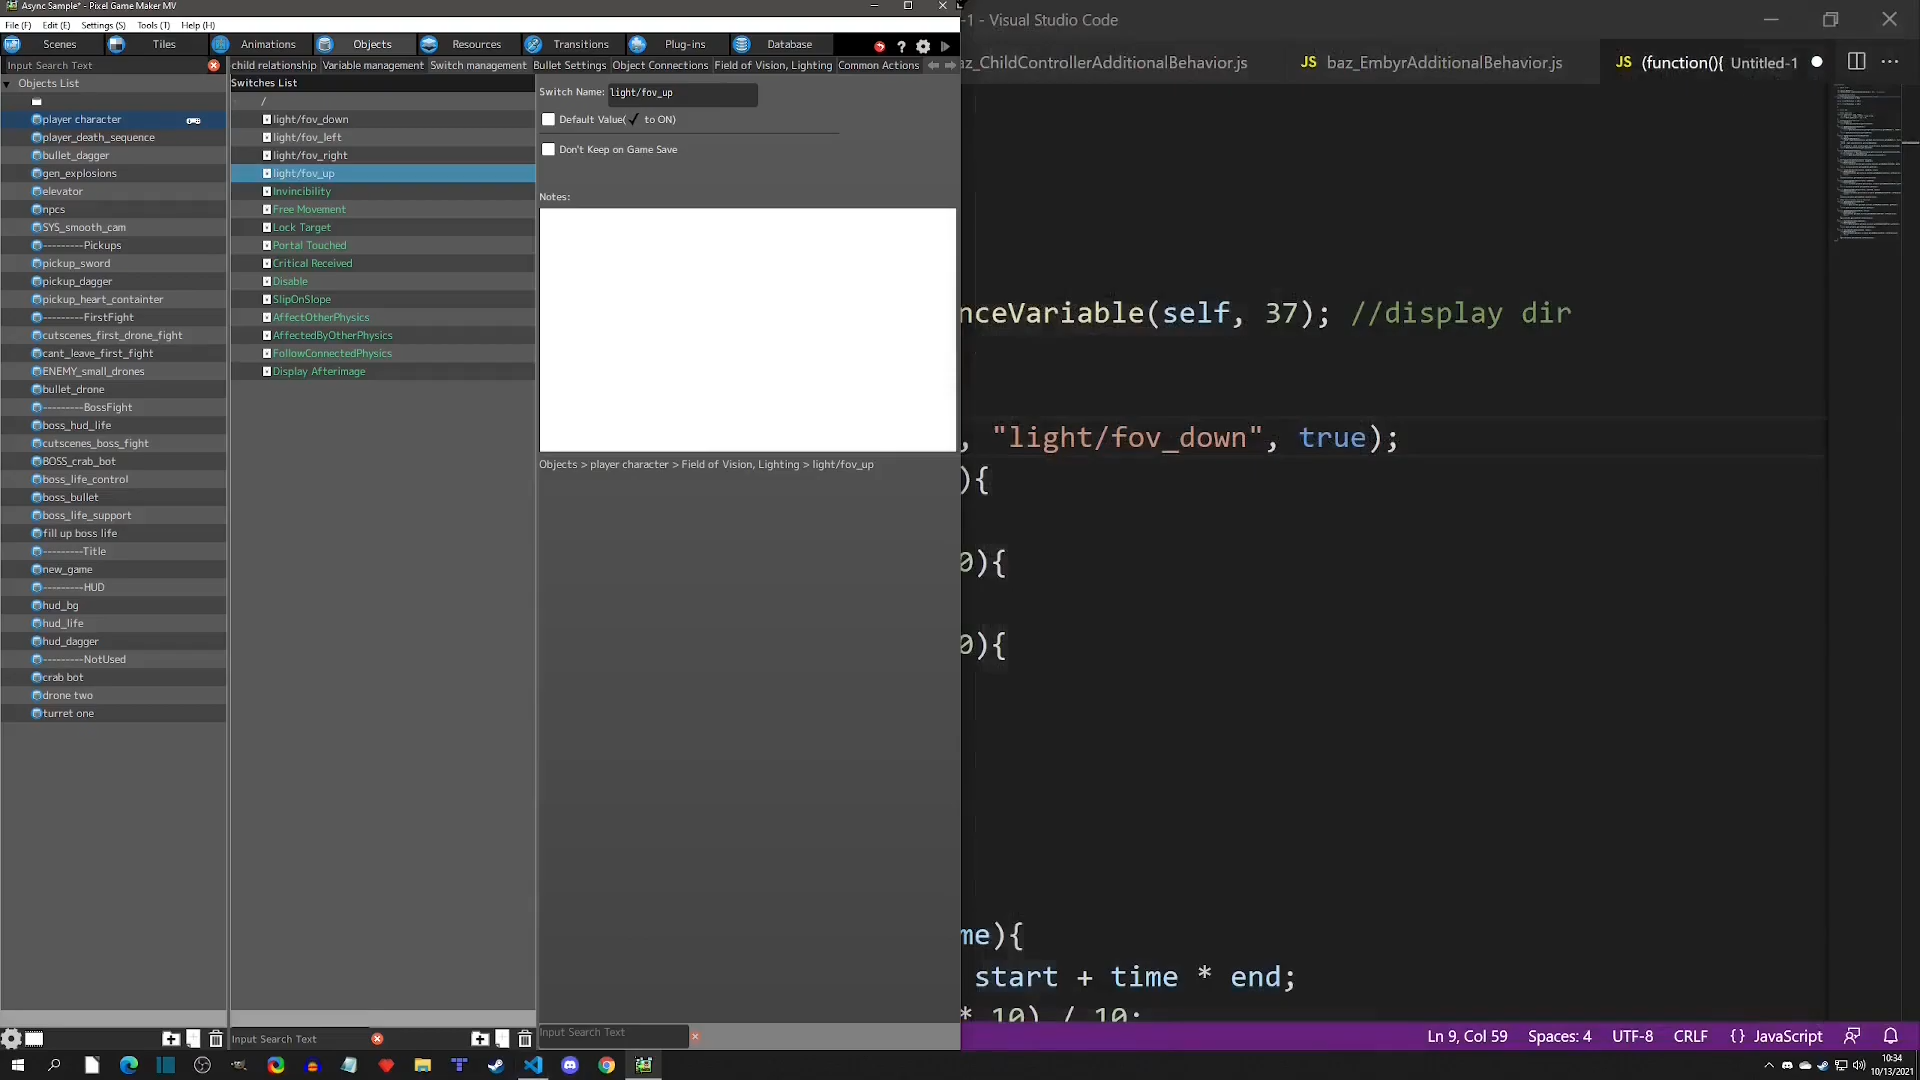 Async Sample* - Pixel Game Maker MV
File (F) Edit (E) Settings (S) Tools (T) Help (H)
Scenes Tiles Animations Objects Resources Transitions Plug-ins Database
Input Search Text
child relationship Variable management Switch management Bullet Settings Object Connections Field of Vision, Lighting Common Actions
Objects List
player character
player_death_sequence
bullet_dagger
gen_explosions
elevator
npcs
SYS_smooth_cam
---------Pickups
pickup_sword
pickup_dagger
pickup_heart_containter
---------FirstFight
cutscenes_first_drone_fight
cant_leave_first_fight
ENEMY_small_drones
bullet_drone
---------BossFight
boss_hud_life
cutscenes_boss_fight
BOSS_crab_bot
boss_life_control
boss_bullet
boss_life_support
fill up boss life
---------Title
new_game
---------HUD
hud_bg
hud_life
hud_dagger
---------NotUsed
crab bot
drone two
turret one
Switches List
/
light/fov_down
light/fov_left
light/fov_right
light/fov_up
Invincibility
Free Movement
Lock Target
Portal Touched
Critical Received
Disable
SlipOnSlope
AffectOtherPhysics
AffectedByOtherPhysics
FollowConnectedPhysics
Display Afterimage
Input Search Text
Switch Name: light/fov_up
Default Value(✓ to ON)
Don't Keep on Game Save
Notes:
Objects > player character > Field of Vision, Lighting > light/fov_up
Input Search Text
-1 - Visual Studio Code
az_ChildControllerAdditionalBehavior.js JS baz_EmbyrAdditionalBehavior.js JS (function(){ Untitled-1
nceVariable(self, 37); //display dir
, "light/fov_down", true);
){
0){
0){
me){
start + time * end;
* 10) / 10;
Ln 9, Col 59 Spaces: 4 UTF-8 CRLF {} JavaScript
10:34
10/13/2021